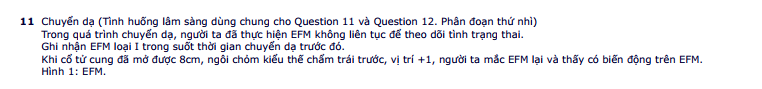 11 Chuyển dạ (Tình huống lâm sàng dùng chung cho Question 11 và Question 12. Phân đoạn thứ nhì)
Trong quá trình chuyển dạ, người ta đã thực hiện EFM không liên tục để theo dõi tình trạng thai.
Ghi nhận EFM loại I trong suốt thời gian chuyển dạ trước đó.
Khi cổ tử cung đã mở được 8cm, ngôi chỏm kiểu thế chẩm trái trước, vị trí +1, người ta mắc EFM lại và thấy có biến động trên EFM.
Hình 1: EFM.